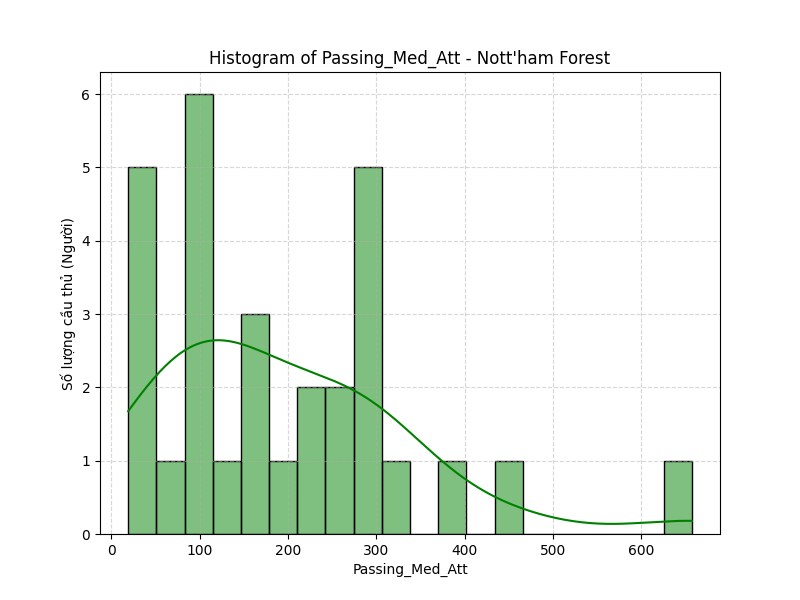 Histogram of Passing_Med_Att - Nott'ham Forest
Số lượng cầu thủ (Người)
6
5
4
3
2
1
0
0 100 200 300 400 500 600
Passing_Med_Att